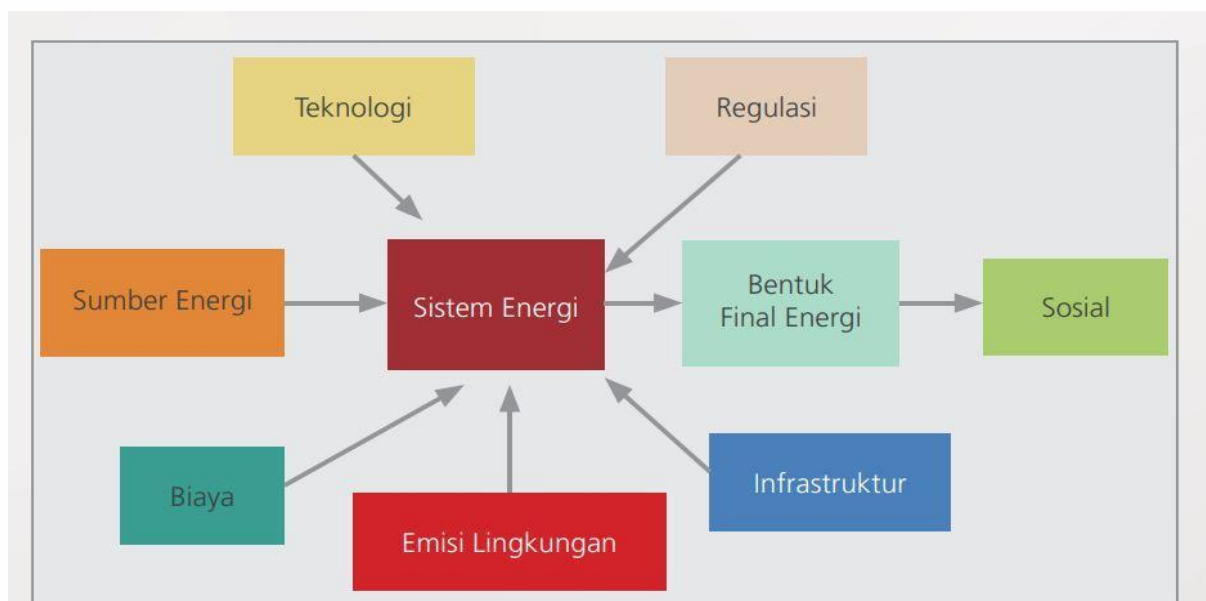 Teknologi
Regulasi
Sumber Energi
Sistem Energi
Bentuk
Final Energi
Sosial
Biaya
Emisi Lingkungan
Infrastruktur